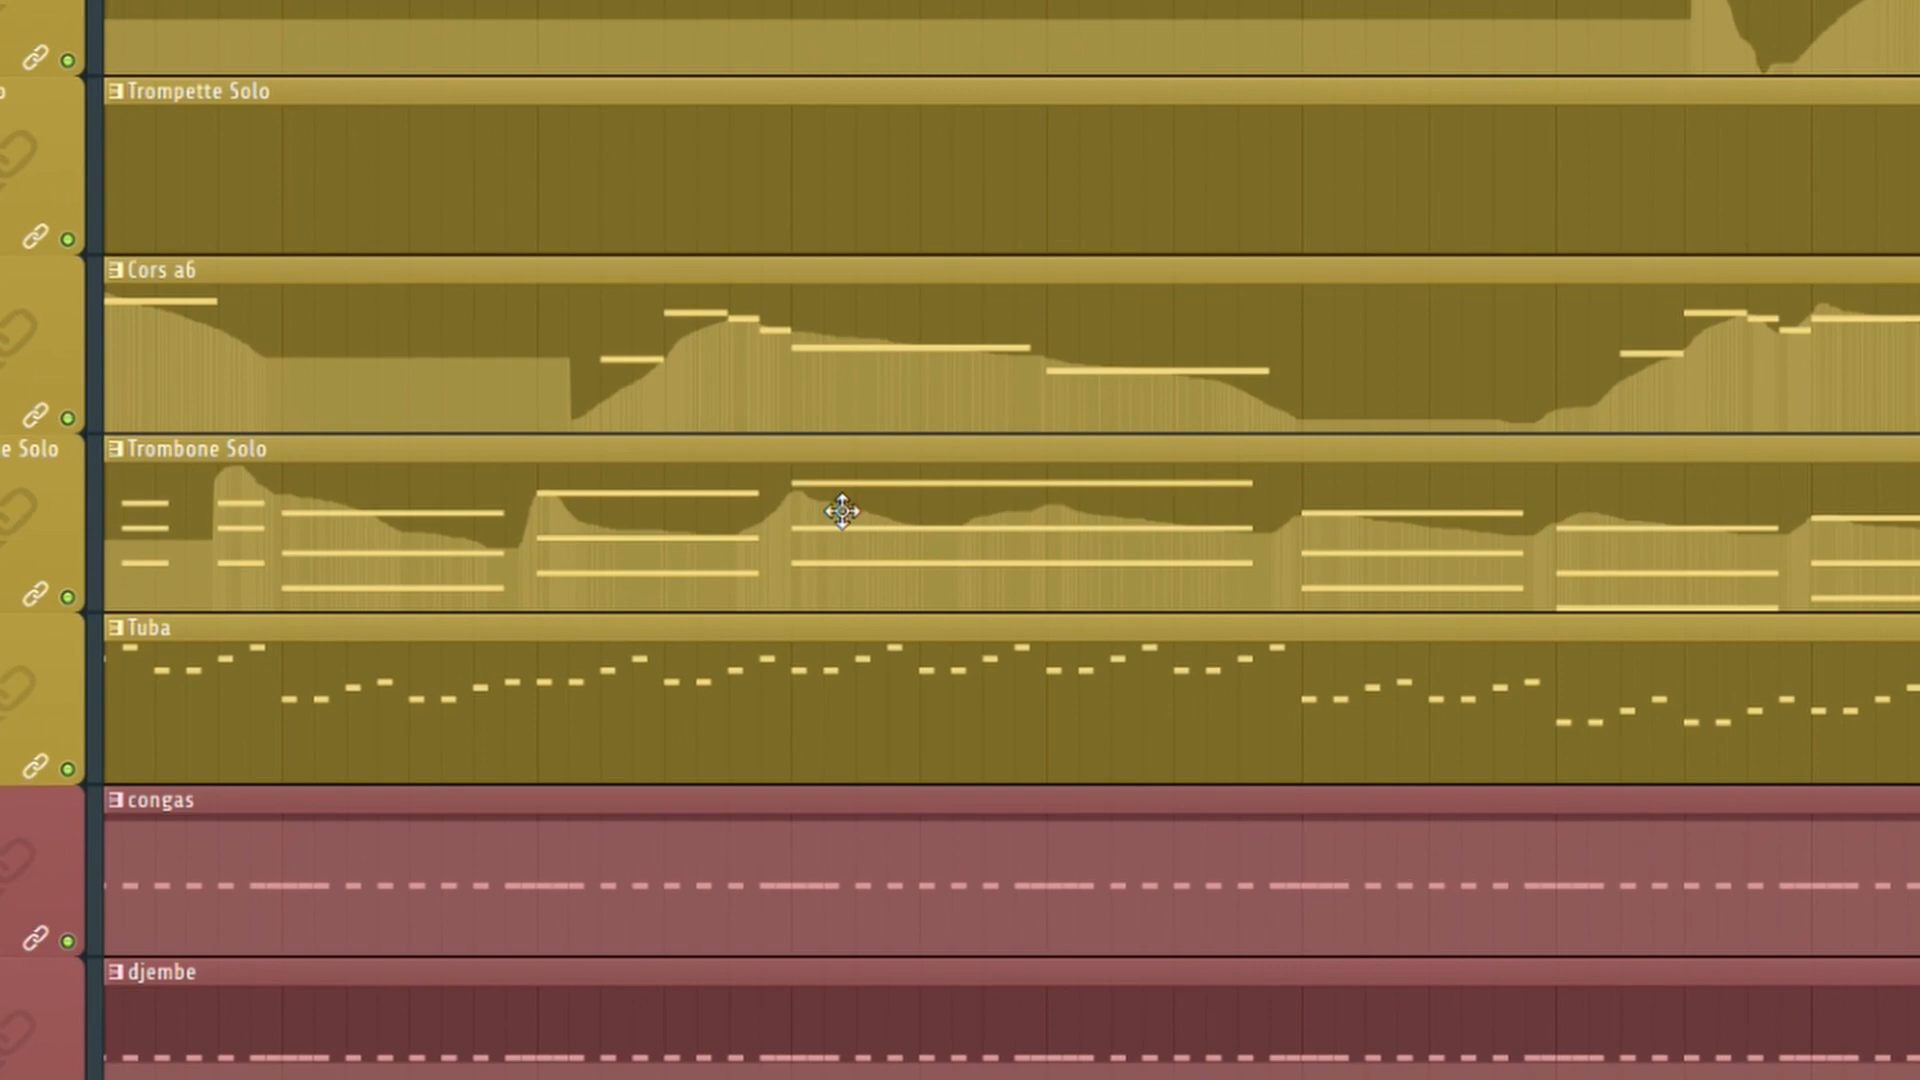 Trompette Solo
Cors a6
e Solo
Trombone Solo
Tuba
congas
djembe